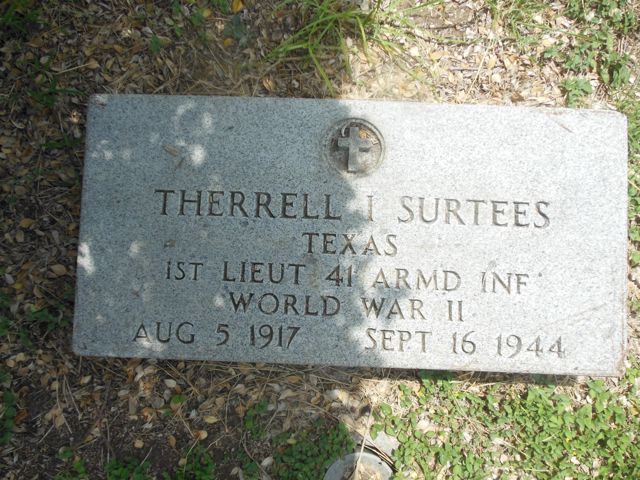 THERRELL I SURTEES
TEXAS
1ST LIEUT 41 ARMD INF
WORLD WAR II
AUG 5 1917 SEPT 16 1944